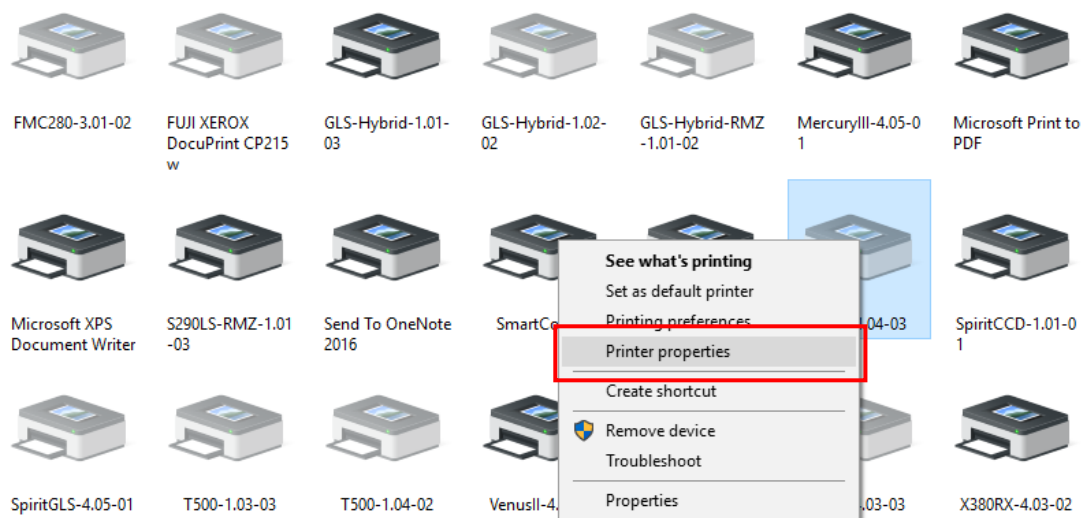 FMC280-3.01-02
FUJI XEROX
DocuPrint CP215
w
GLS-Hybrid-1.01-
03
GLS-Hybrid-1.02-
02
GLS-Hybrid-RMZ
-1.01-02
MercuryIII-4.05-0
1
Microsoft Print to
PDF
Microsoft XPS
Document Writer
S290LS-RMZ-1.01
-03
Send To OneNote
2016
SmartCo
.04-03
SpiritCCD-1.01-0
1
See what's printing
Set as default printer
Printing preferences
Printer properties
Create shortcut
Remove device
Troubleshoot
Properties
SpiritGLS-4.05-01
T500-1.03-03
T500-1.04-02
VenusII-4.
.03-03
X380RX-4.03-02